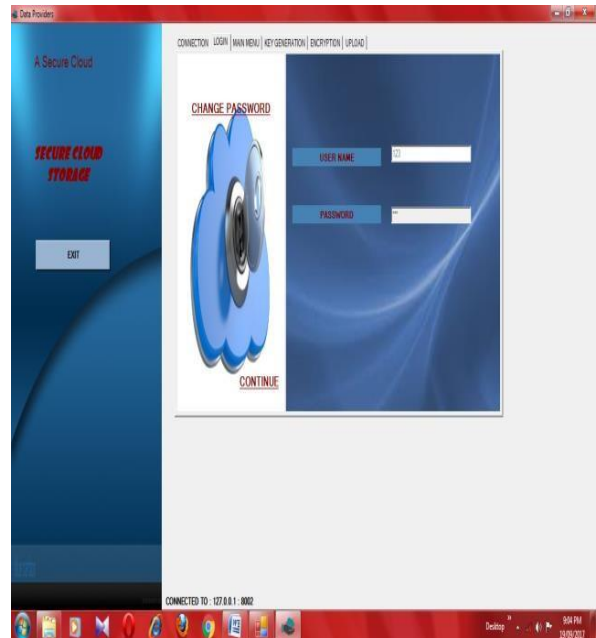 Data Providers
A Secure Cloud
SECURE CLOUD
STORAGE
EXIT
CONNECTION LOGIN MAIN MENU KEY GENERATION ENCRYPTION UPLOAD
CHANGE PASSWORD
USER NAME 123
PASSWORD ***
CONTINUE
CONNECTED TO : 127.0.0.1 : 8002
Desktop
9:04 PM
19/09/2017